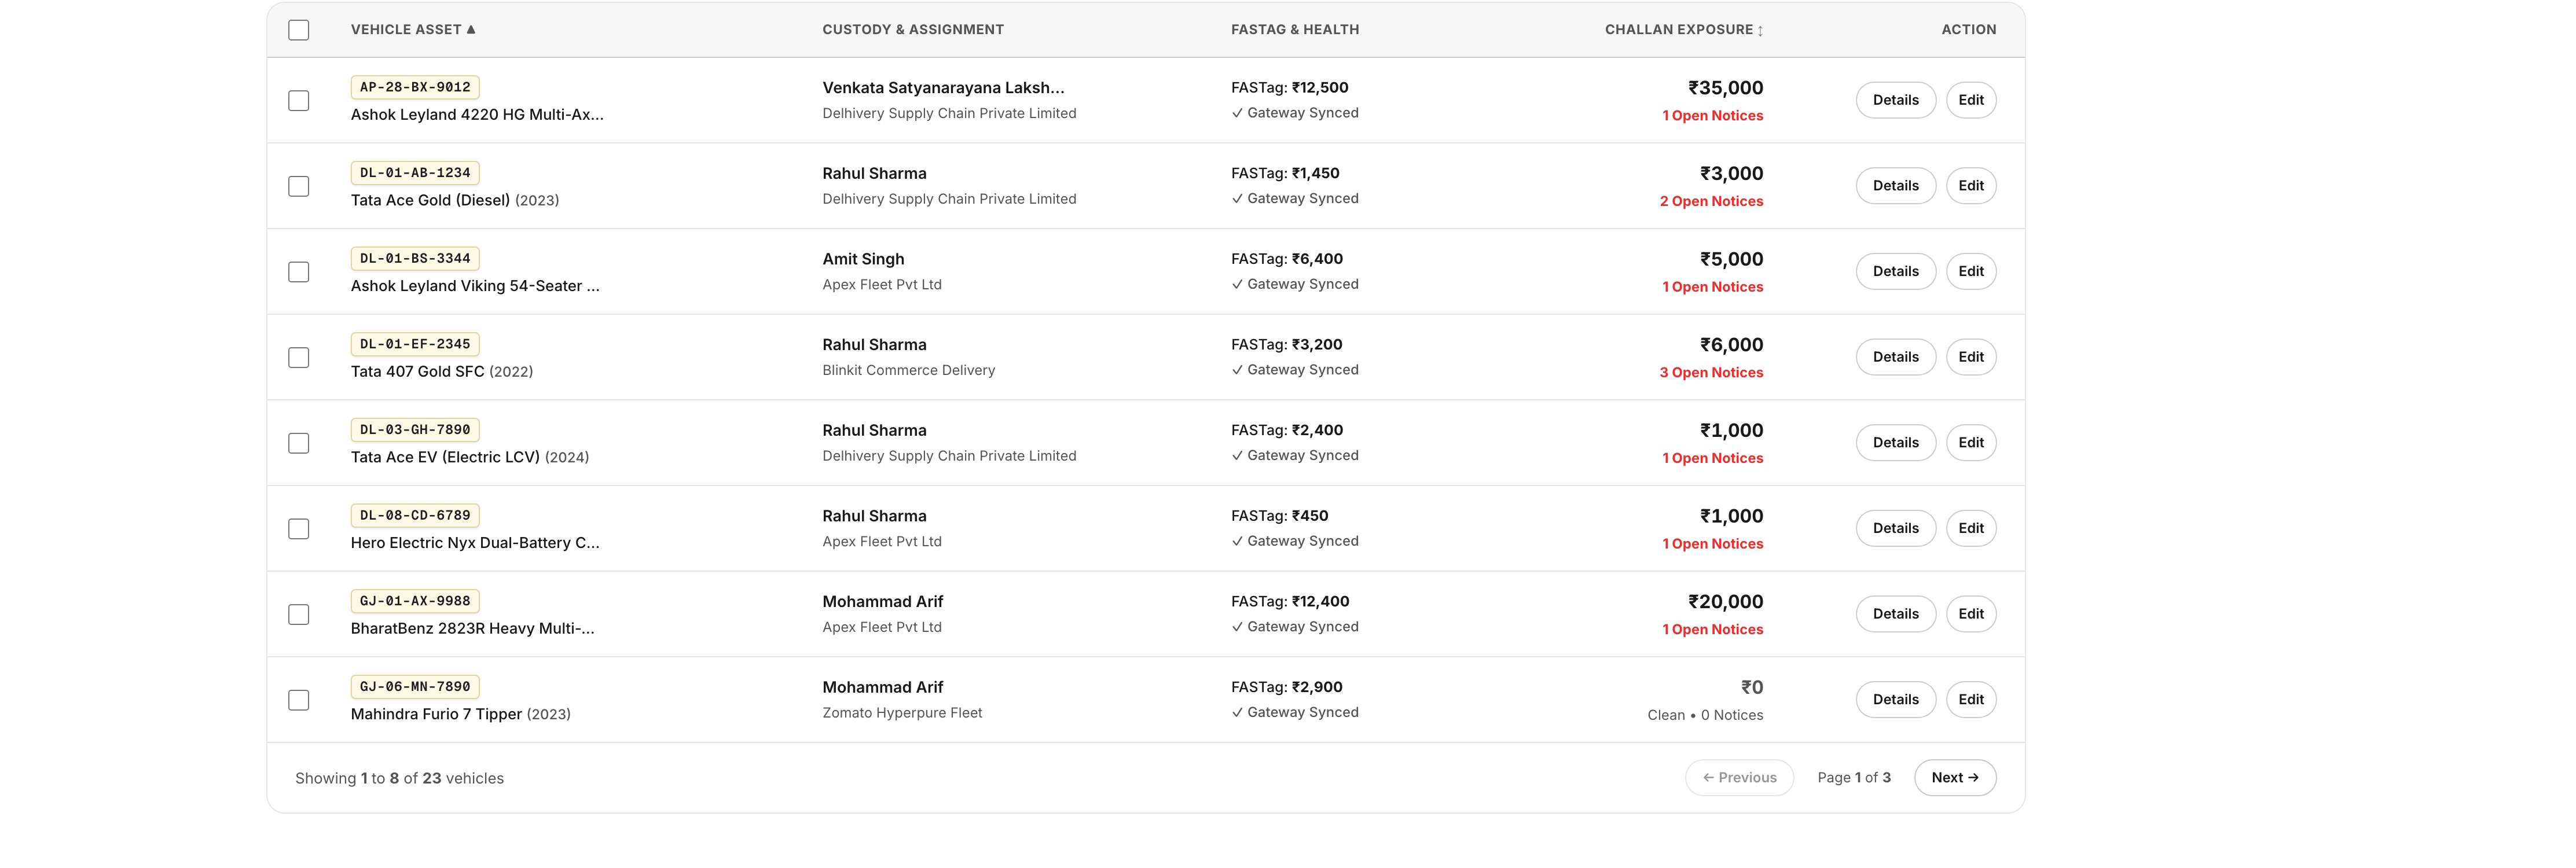 VEHICLE ASSET ▲ CUSTODY & ASSIGNMENT FASTAG & HEALTH CHALLAN EXPOSURE ↕ ACTION
AP-28-BX-9012 Venkata Satyanarayana Laksh... FASTag: ₹12,500 ₹35,000 Details Edit
Ashok Leyland 4220 HG Multi-Ax... Delhivery Supply Chain Private Limited ✓ Gateway Synced 1 Open Notices
DL-01-AB-1234 Rahul Sharma FASTag: ₹1,450 ₹3,000 Details Edit
Tata Ace Gold (Diesel) (2023) Delhivery Supply Chain Private Limited ✓ Gateway Synced 2 Open Notices
DL-01-BS-3344 Amit Singh FASTag: ₹6,400 ₹5,000 Details Edit
Ashok Leyland Viking 54-Seater ... Apex Fleet Pvt Ltd ✓ Gateway Synced 1 Open Notices
DL-01-EF-2345 Rahul Sharma FASTag: ₹3,200 ₹6,000 Details Edit
Tata 407 Gold SFC (2022) Blinkit Commerce Delivery ✓ Gateway Synced 3 Open Notices
DL-03-GH-7890 Rahul Sharma FASTag: ₹2,400 ₹1,000 Details Edit
Tata Ace EV (Electric LCV) (2024) Delhivery Supply Chain Private Limited ✓ Gateway Synced 1 Open Notices
DL-08-CD-6789 Rahul Sharma FASTag: ₹450 ₹1,000 Details Edit
Hero Electric Nyx Dual-Battery C... Apex Fleet Pvt Ltd ✓ Gateway Synced 1 Open Notices
GJ-01-AX-9988 Mohammad Arif FASTag: ₹12,400 ₹20,000 Details Edit
BharatBenz 2823R Heavy Multi-... Apex Fleet Pvt Ltd ✓ Gateway Synced 1 Open Notices
GJ-06-MN-7890 Mohammad Arif FASTag: ₹2,900 ₹0 Details Edit
Mahindra Furio 7 Tipper (2023) Zomato Hyperpure Fleet ✓ Gateway Synced Clean • 0 Notices
Showing 1 to 8 of 23 vehicles ← Previous Page 1 of 3 Next →